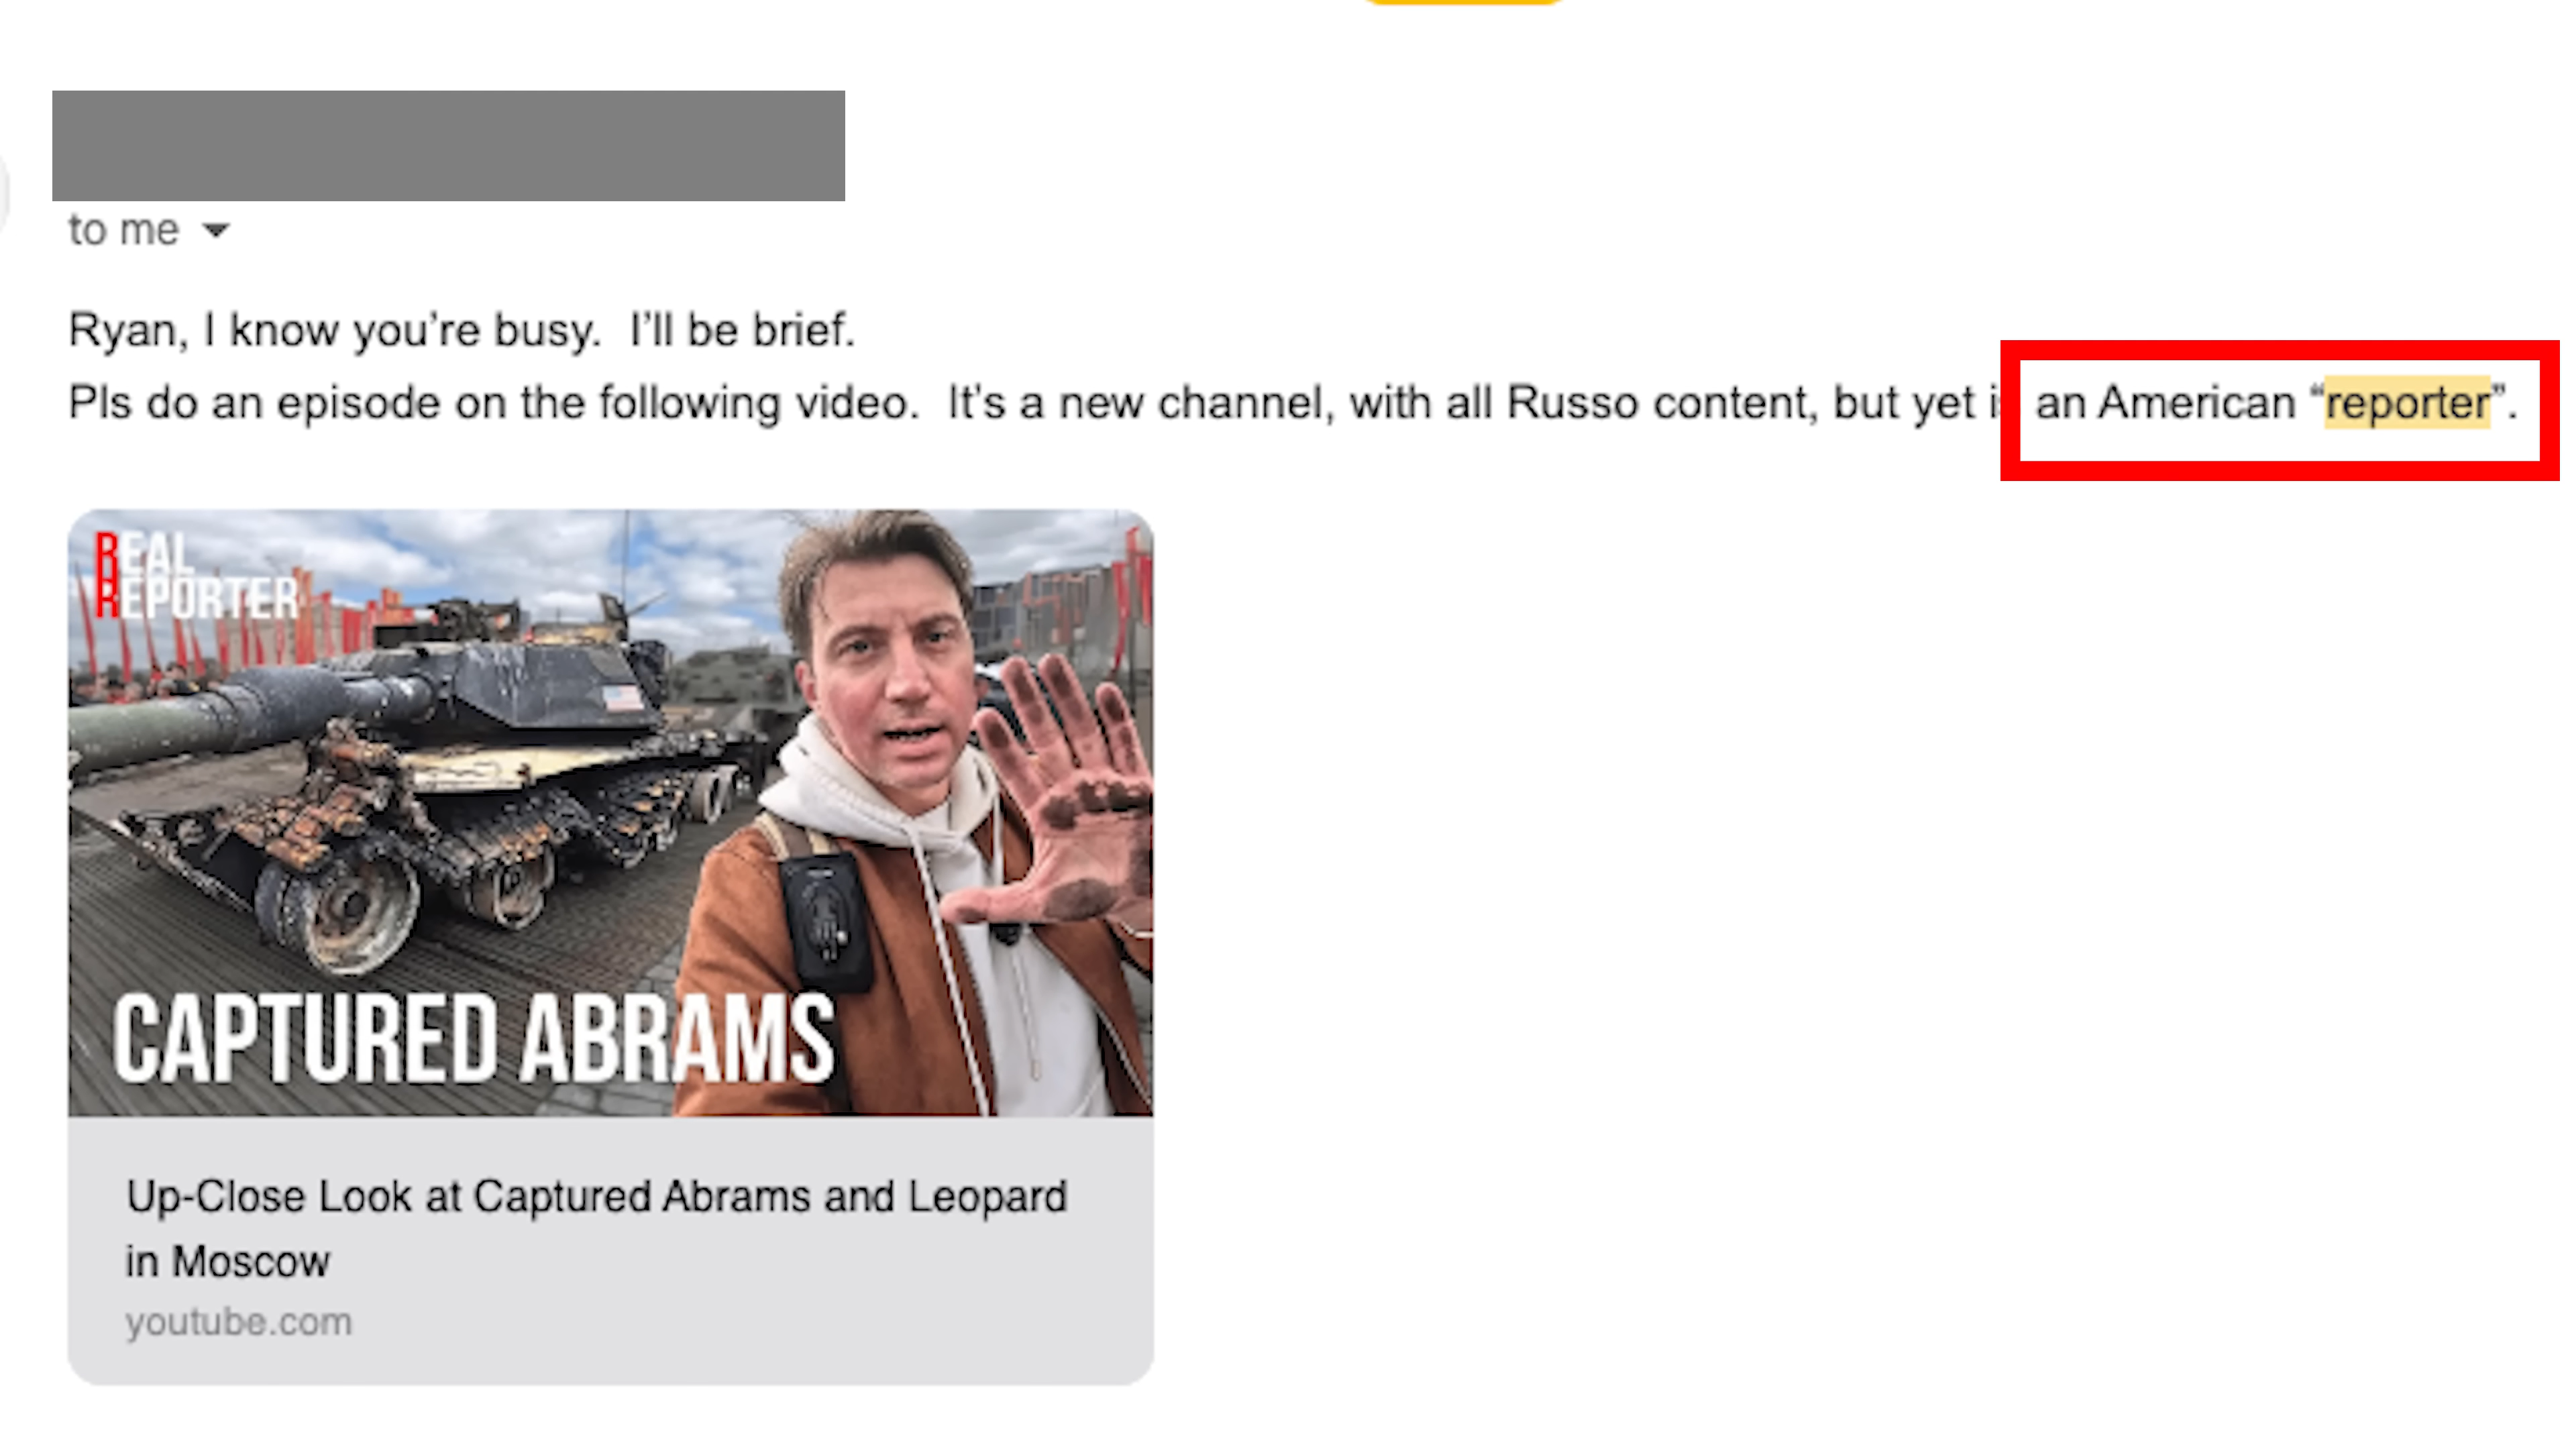 to me
Ryan, I know you’re busy.  I’ll be brief.
Pls do an episode on the following video.  It’s a new channel, with all Russo content, but yet an American “reporter”.
REAL
REPORTER
CAPTURED ABRAMS
Up-Close Look at Captured Abrams and Leopard
in Moscow
youtube.com